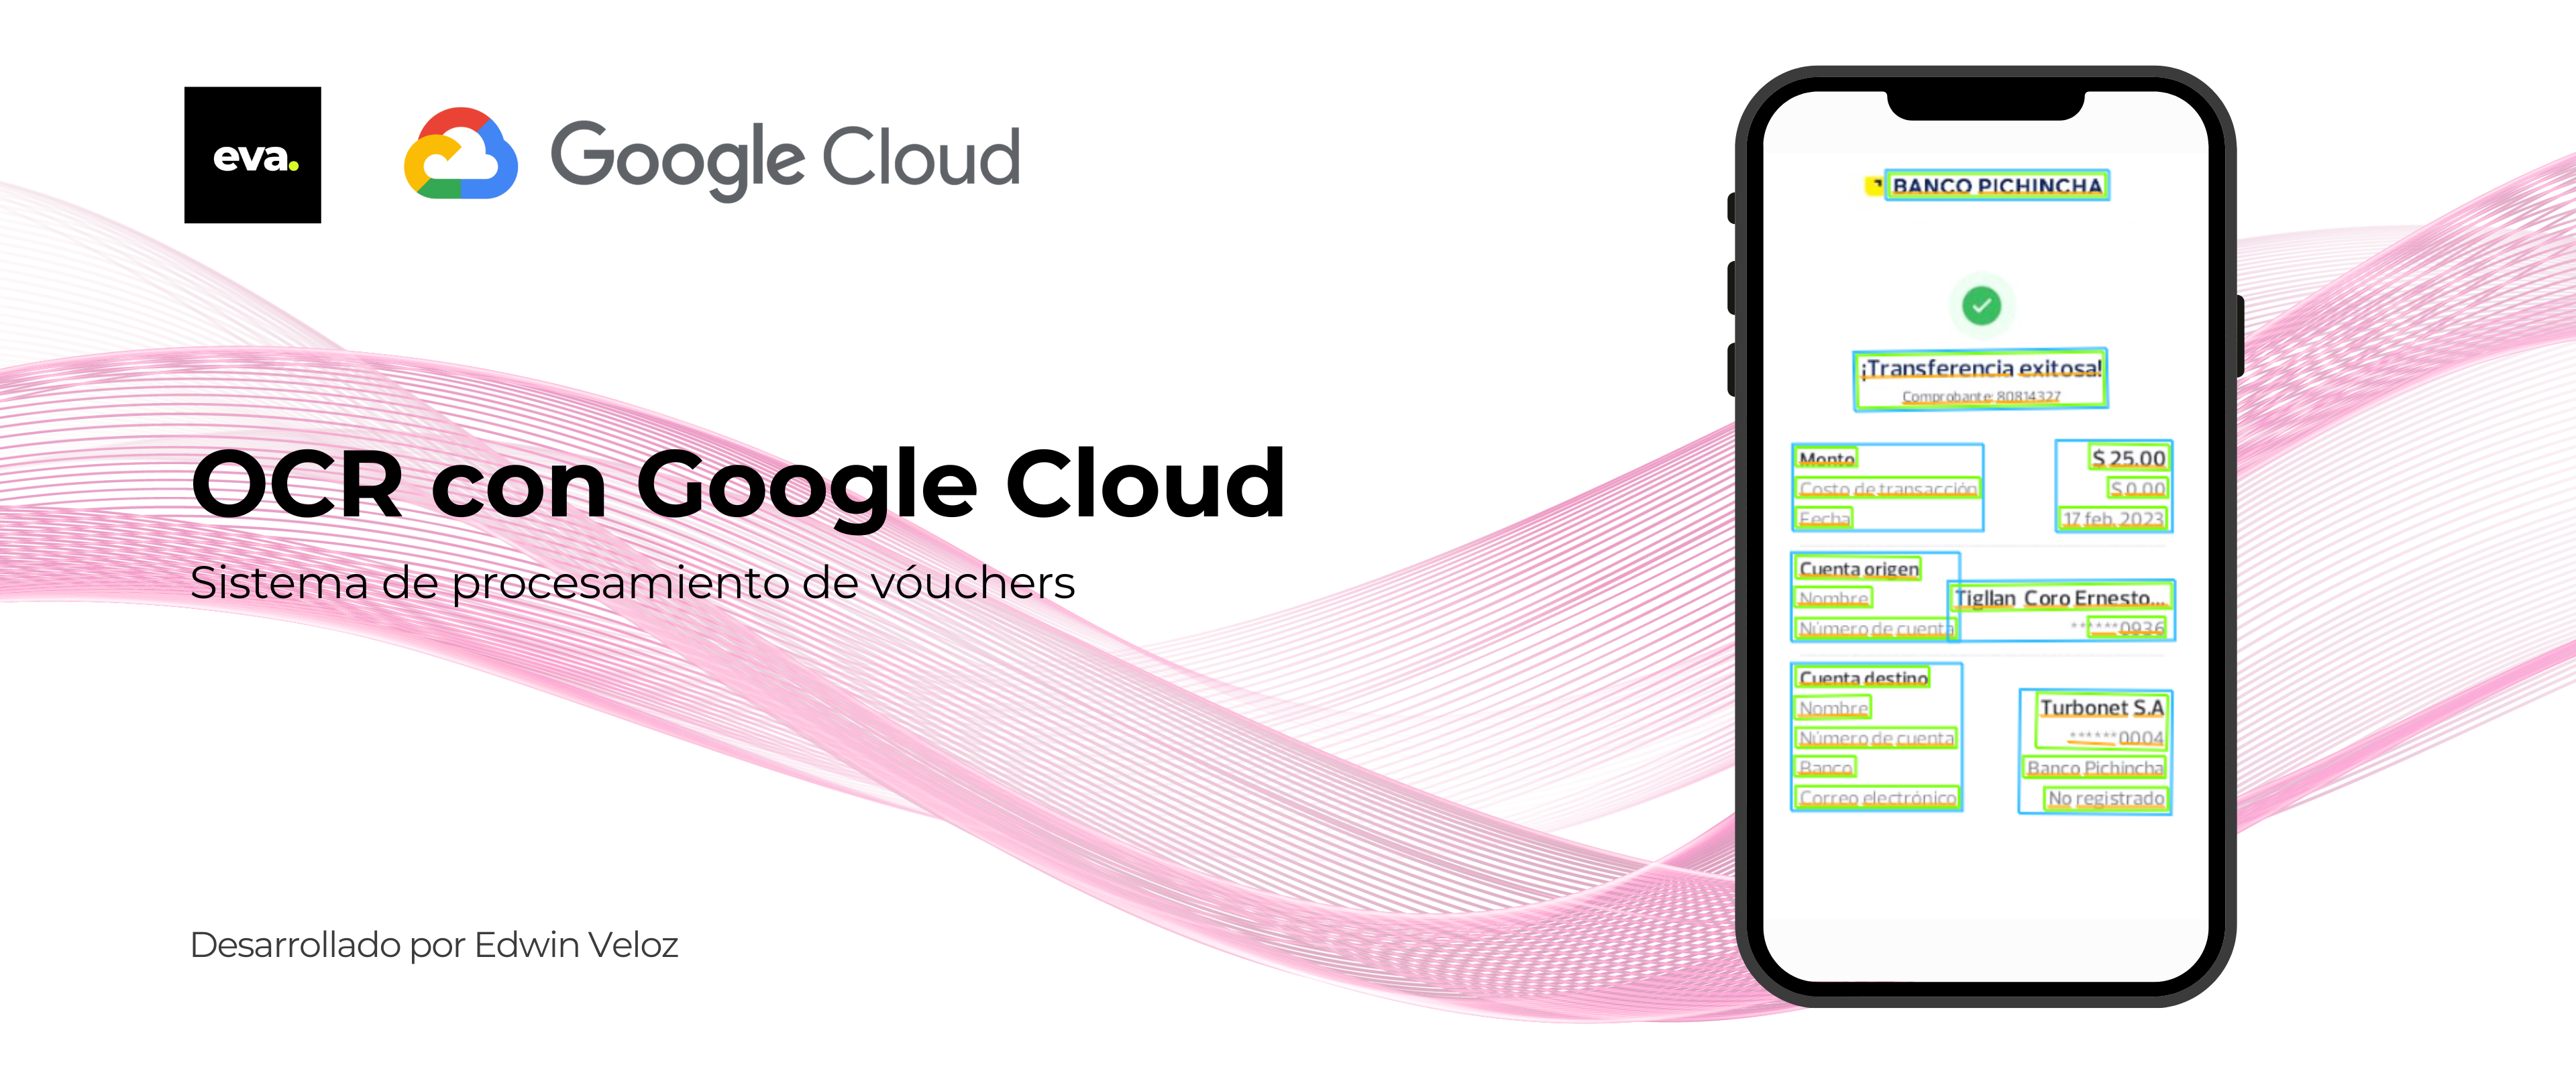 eva.
Google Cloud
OCR con Google Cloud
Sistema de procesamiento de vóuchers
Desarrollado por Edwin Veloz
BANCO PICHINCHA
¡Transferencia exitosa!
Comprobante: 80814327
Monto $ 25.00
Costo de transacción $ 0.00
Fecha 17 feb. 2023
Cuenta origen
Nombre Tigllan Coro Ernesto...
Número de cuenta ******0936
Cuenta destino
Nombre Turbonet S.A
Número de cuenta ******0004
Banco Banco Pichincha
Correo electrónico No registrado